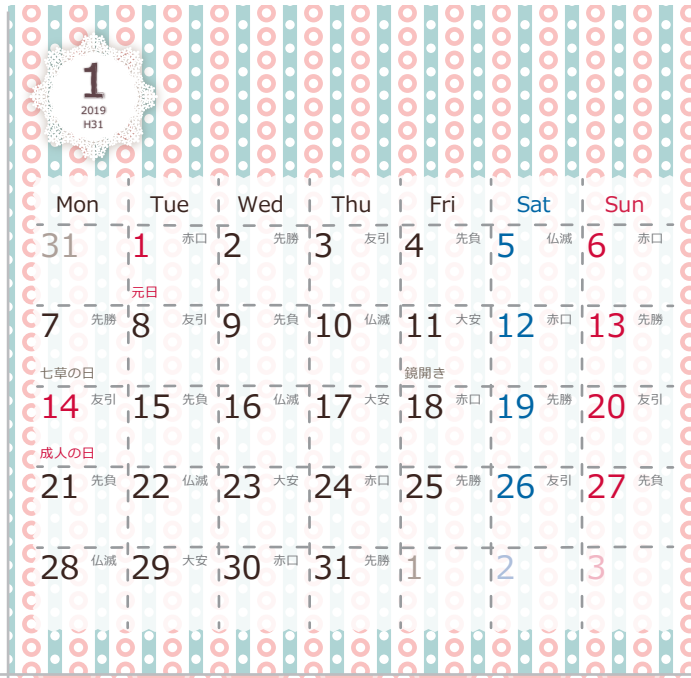 1
2019
H31
Mon Tue Wed Thu Fri Sat Sun
31 1 赤口 2 先勝 3 友引 4 先負 5 仏滅 6 赤口
元日
7 先勝 8 友引 9 先負 10 仏滅 11 大安 12 赤口 13 先勝
七草の日 鏡開き
14 友引 15 先負 16 仏滅 17 大安 18 赤口 19 先勝 20 友引
成人の日
21 先負 22 仏滅 23 大安 24 赤口 25 先勝 26 友引 27 先負
28 仏滅 29 大安 30 赤口 31 先勝 1 2 3